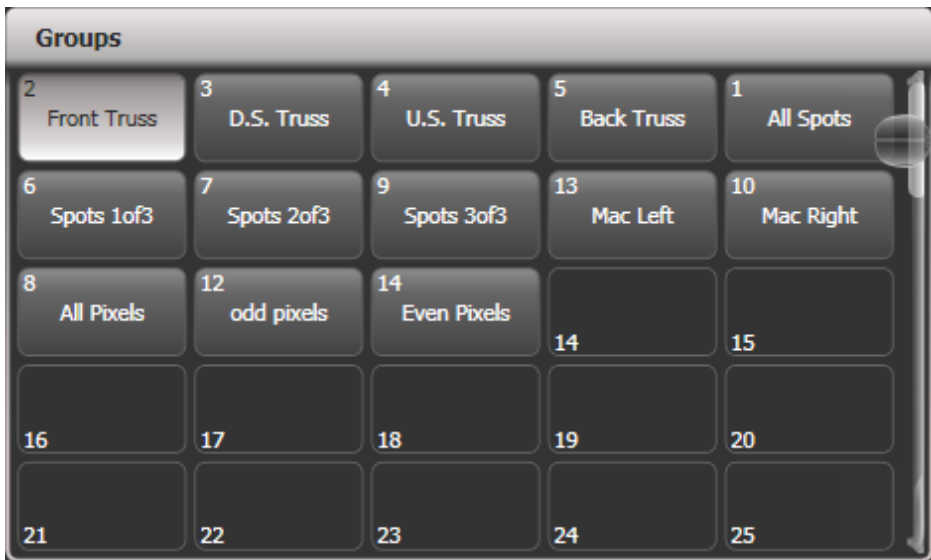 Groups
2
Front Truss
3
D.S. Truss
4
U.S. Truss
5
Back Truss
1
All Spots
6
Spots 1of3
7
Spots 2of3
9
Spots 3of3
13
Mac Left
10
Mac Right
8
All Pixels
12
odd pixels
14
Even Pixels
14
15
16
17
18
19
20
21
22
23
24
25